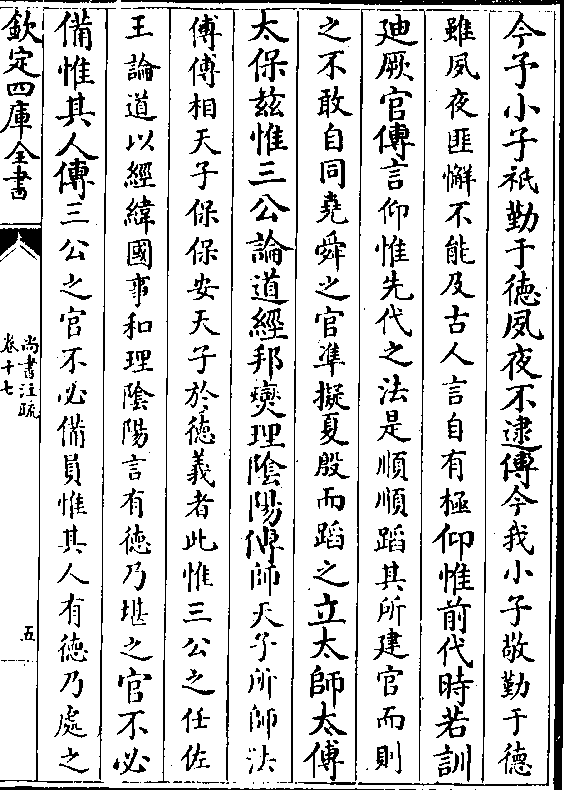 今予小子祗勤于徳夙夜不逮傳今我小子敬勤于德
雖夙夜匪懈不能及古人言自有極仰惟前代時若訓
廸厥官傳言仰惟先代之法是順順蹈其所建官而則
之不敢自同堯舜之官準擬夏殷而蹈之立太師太傅
太保兹惟三公論道經邦爕理隂陽傳師天子所師法
傅傅相天子保保安天子於徳義者此惟三公之任佐
王論道以經緯國事和理隂陽言有德乃堪之官不必
備惟其人傳三公之官不必備員惟其人有德乃處之
欽定四庫全書
尚書注疏
卷十七
五